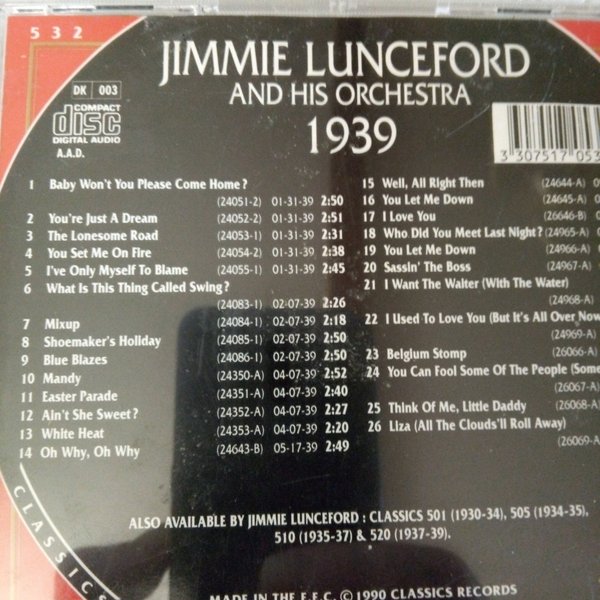 532
JIMMIE LUNCEFORD
AND HIS ORCHESTRA
1939
DK 003
COMPACT
disc
DIGITAL AUDIO
A.A.D.
3 307517 053
1 Baby Won't You Please Come Home?
(24051-2) 01-31-39 2:50
2 You're Just A Dream (24052-2) 01-31-39 2:51
3 The Lonesome Road (24053-1) 01-31-39 2:31
4 You Set Me On Fire (24054-2) 01-31-39 2:38
5 I've Only Myself To Blame (24055-1) 01-31-39 2:45
6 What Is This Thing Called Swing?
(24083-1) 02-07-39 2:26
7 Mixup (24084-1) 02-07-39 2:18
8 Shoemaker's Holiday (24085-1) 02-07-39 2:50
9 Blue Blazes (24086-1) 02-07-39 2:50
10 Mandy (24350-A) 04-07-39 2:52
11 Easter Parade (24351-A) 04-07-39 2:40
12 Ain't She Sweet? (24352-A) 04-07-39 2:27
13 White Heat (24353-A) 04-07-39 2:20
14 Oh Why, Oh Why (24643-B) 05-17-39 2:49
15 Well, All Right Then (24644-A)
16 You Let Me Down (24645-A)
17 I Love You (26646-B)
18 Who Did You Meet Last Night? (24965-A)
19 You Let Me Down (24966-A)
20 Sassin' The Boss (24967-A)
21 I Want The Waiter (With The Water)
(24968-A)
22 I Used To Love You (But It's All Over Now
(24969-A)
23 Belgium Stomp (26066-A)
24 You Can Fool Some Of The People (Some
(26067-A)
25 Think Of Me, Little Daddy (26068-A)
26 Liza (All The Clouds'll Roll Away)
(26069-A)
ALSO AVAILABLE BY JIMMIE LUNCEFORD : CLASSICS 501 (1930-34), 505 (1934-35),
510 (1935-37) & 520 (1937-39).
CLASSICS
MADE IN THE E.E.C. © 1990 CLASSICS RECORDS